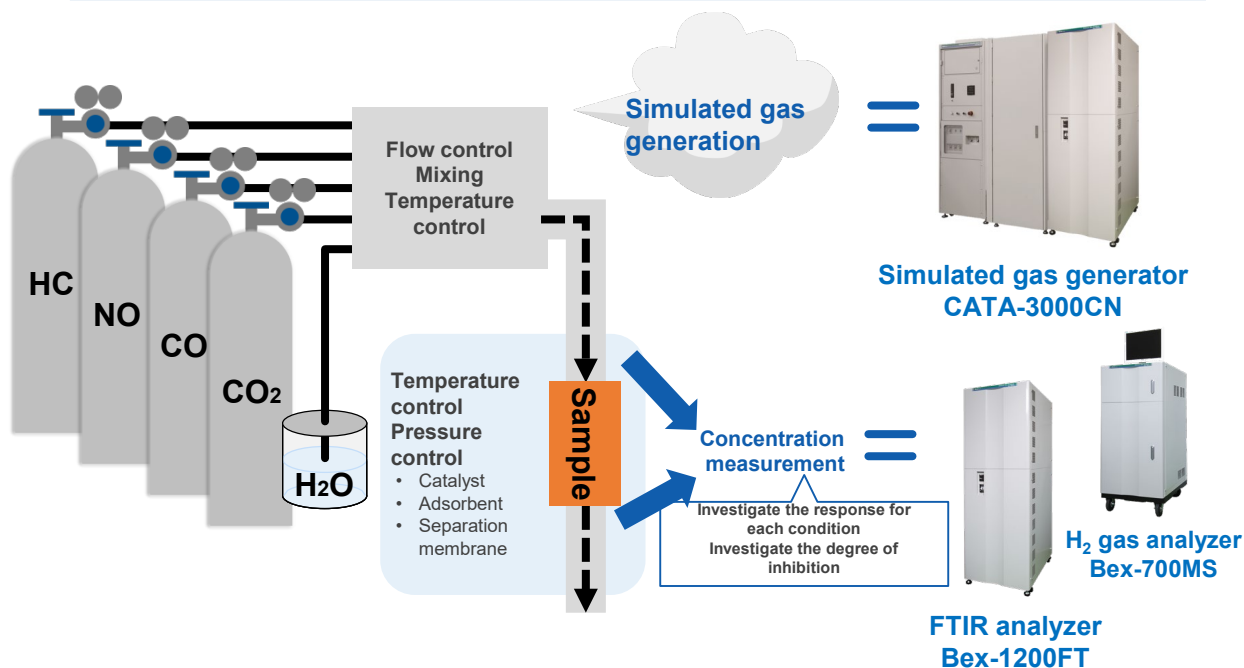 Simulated gas
generation
Flow control
Mixing
Temperature
control
HC
NO
CO
CO2
H2O
Simulated gas generator
CATA-3000CN
Temperature
control
Pressure
control
• Catalyst
• Adsorbent
• Separation
membrane
Sample
Concentration
measurement
Investigate the response for
each condition
Investigate the degree of
inhibition
H2 gas analyzer
Bex-700MS
FTIR analyzer
Bex-1200FT